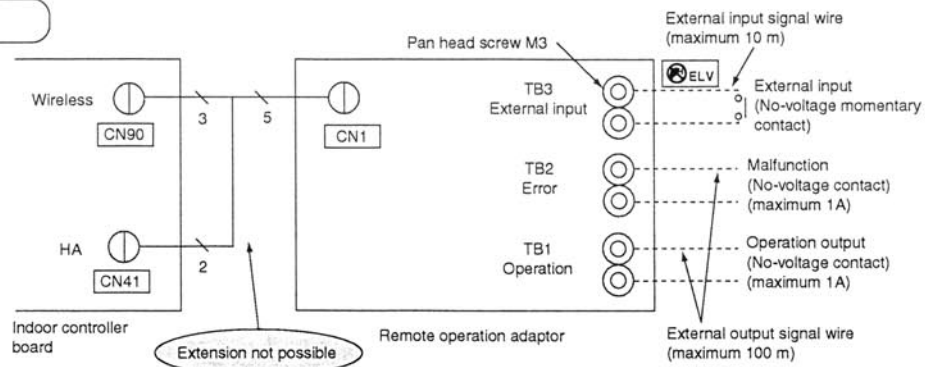 External input signal wire
(maximum 10 m)
Pan head screw M3
ELV
Wireless
3
5
CN90
CN1
TB3
External input
External input
(No-voltage momentary
contact)
TB2
Error
Malfunction
(No-voltage contact)
(maximum 1A)
HA
2
CN41
TB1
Operation
Operation output
(No-voltage contact)
(maximum 1A)
Indoor controller
board
Extension not possible
Remote operation adaptor
External output signal wire
(maximum 100 m)